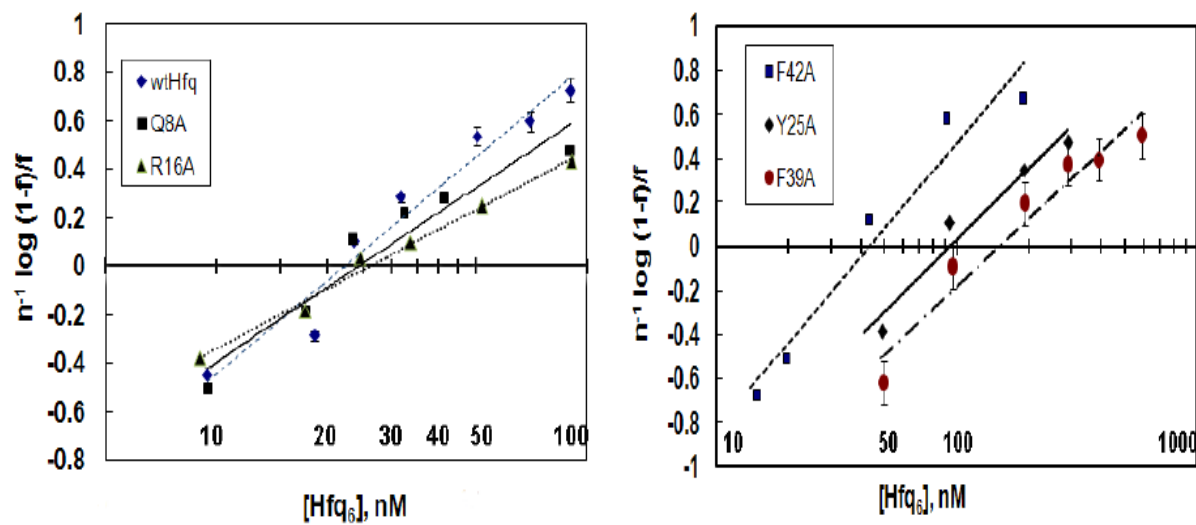 1
0.8
0.6
0.4
0.2
0
-0.2
-0.4
-0.6
-0.8
n⁻¹ log (1-f)/f
wtHfq
Q8A
R16A
10 20 30 40 50 100
[Hfq₆], nM
1
0.8
0.6
0.4
0.2
0
-0.2
-0.4
-0.6
-0.8
-1
n⁻¹ log (1-f)/f
F42A
Y25A
F39A
10 50 100 1000
[Hfq₆], nM